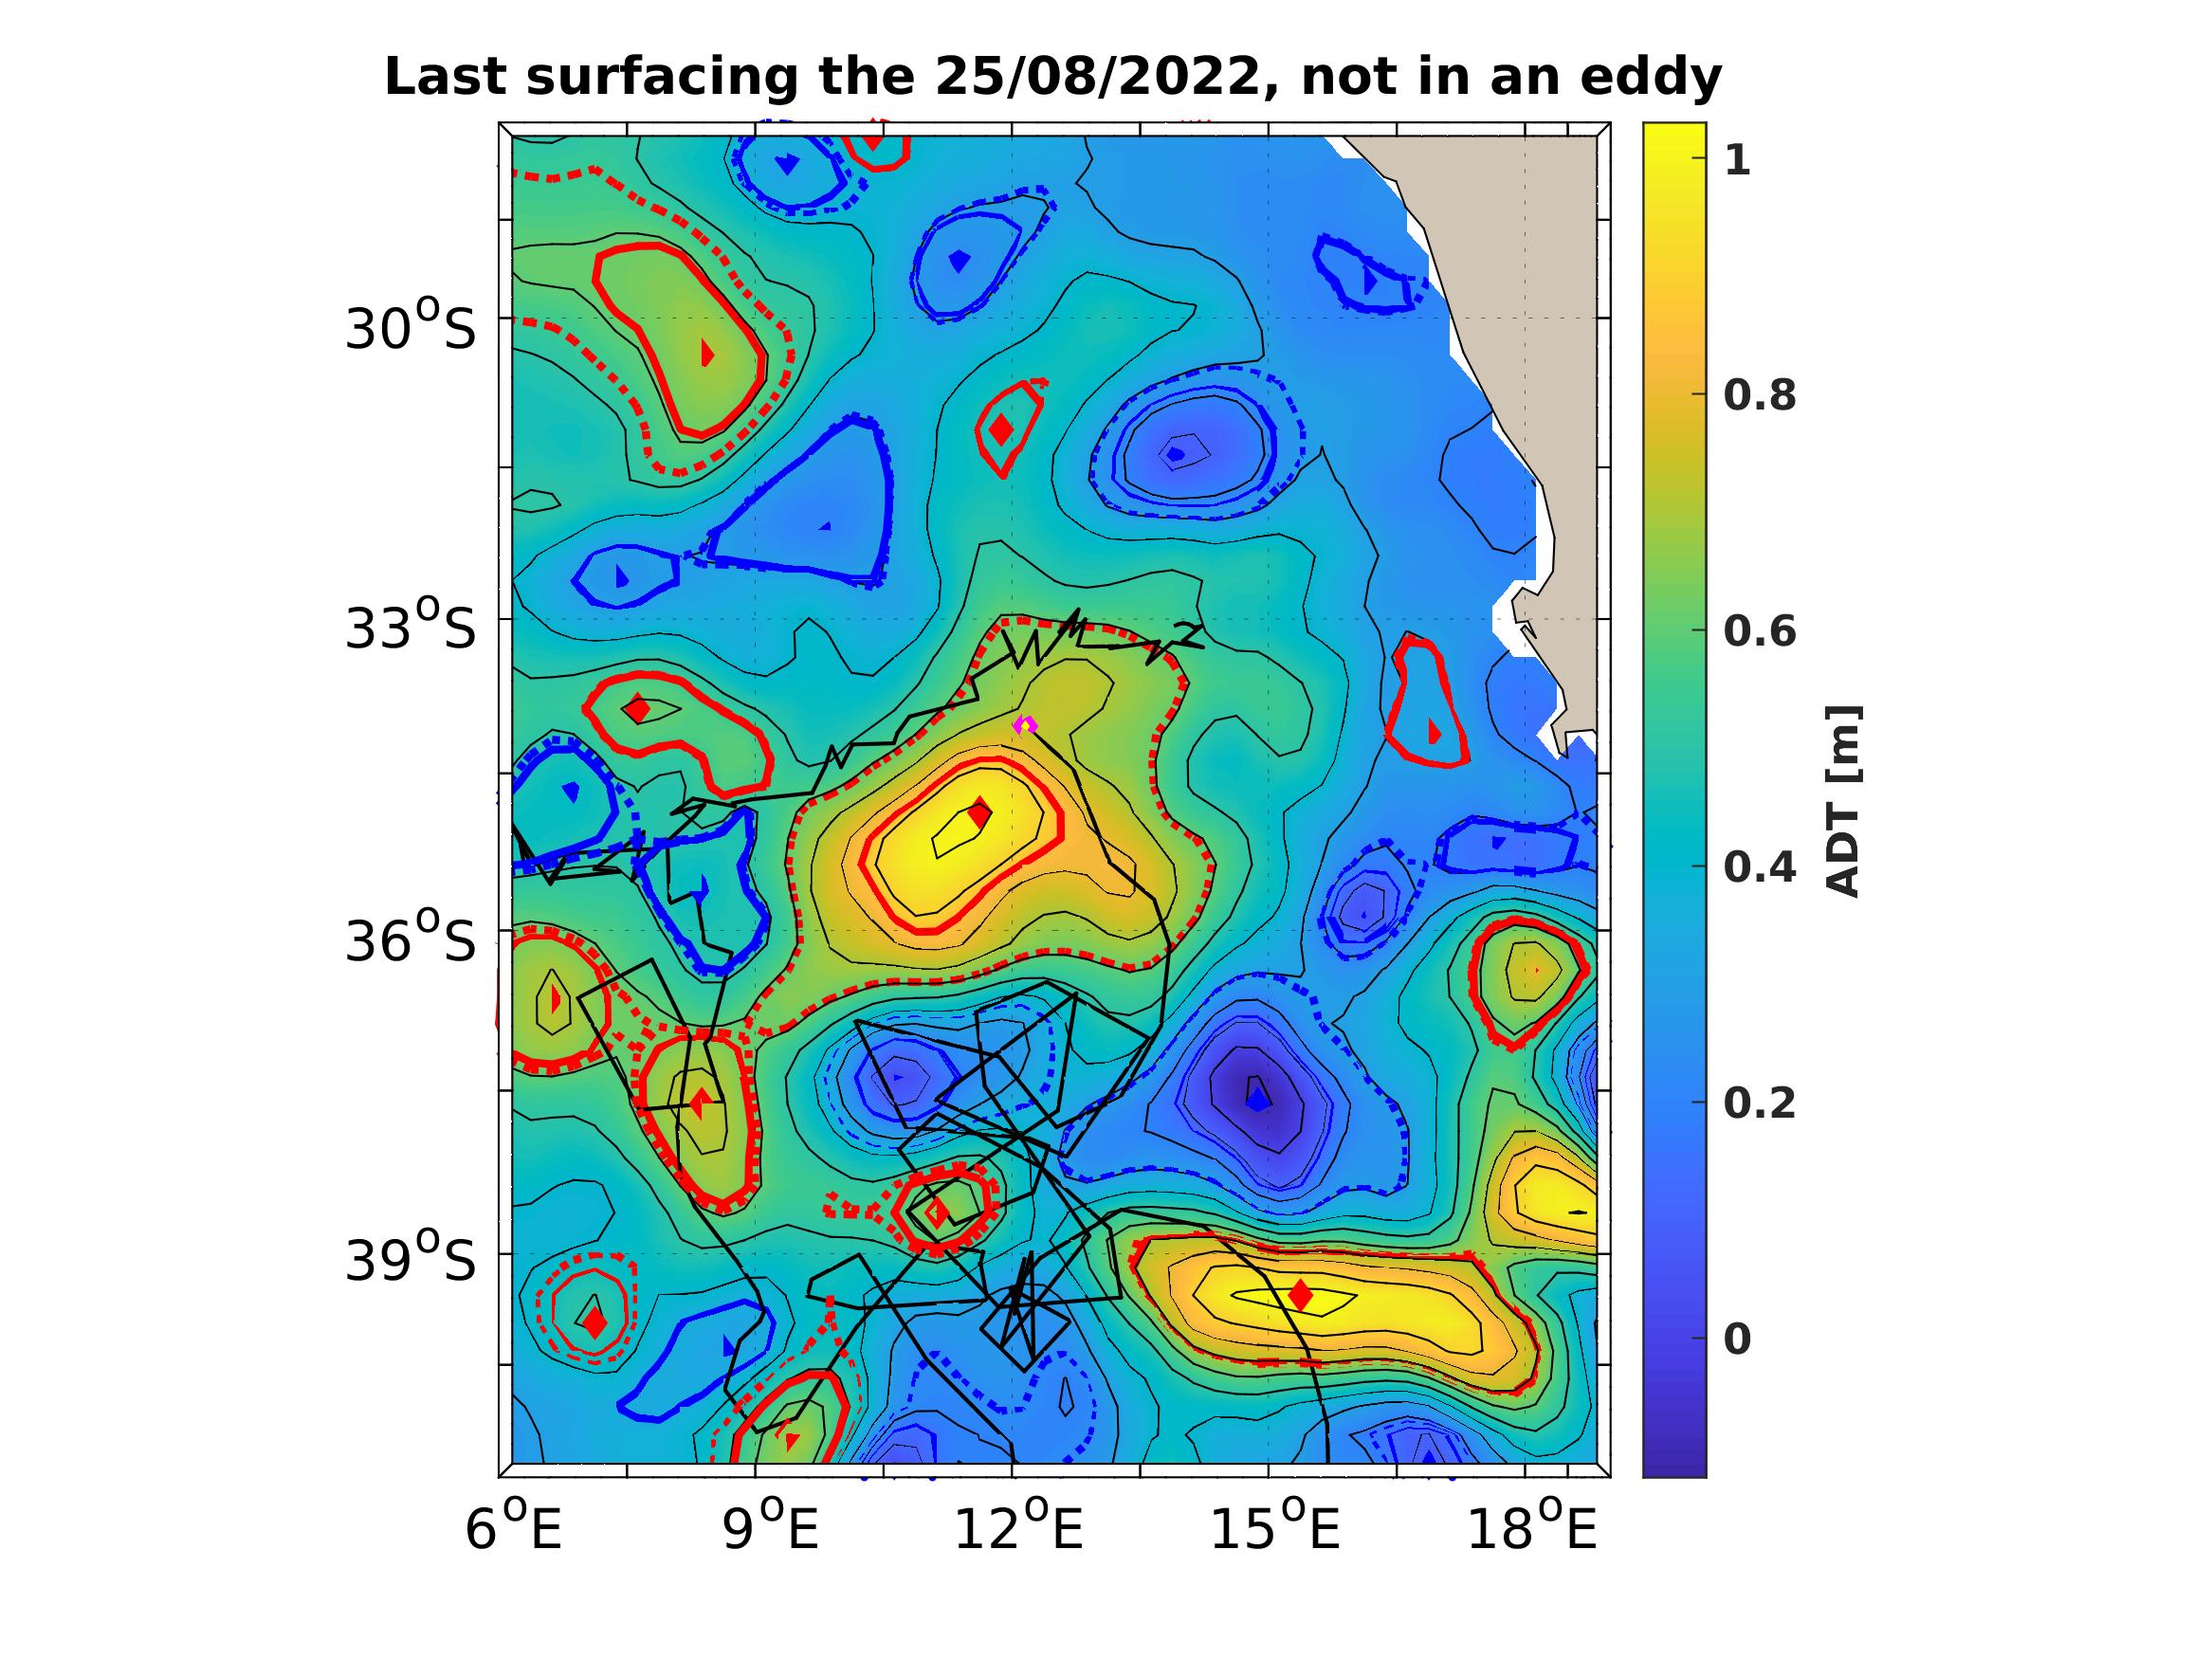 Last surfacing the 25/08/2022, not in an eddy
30°S
33°S
36°S
39°S
6°E
9°E
12°E
15°E
18°E
1
0.8
0.6
0.4
0.2
0
ADT [m]